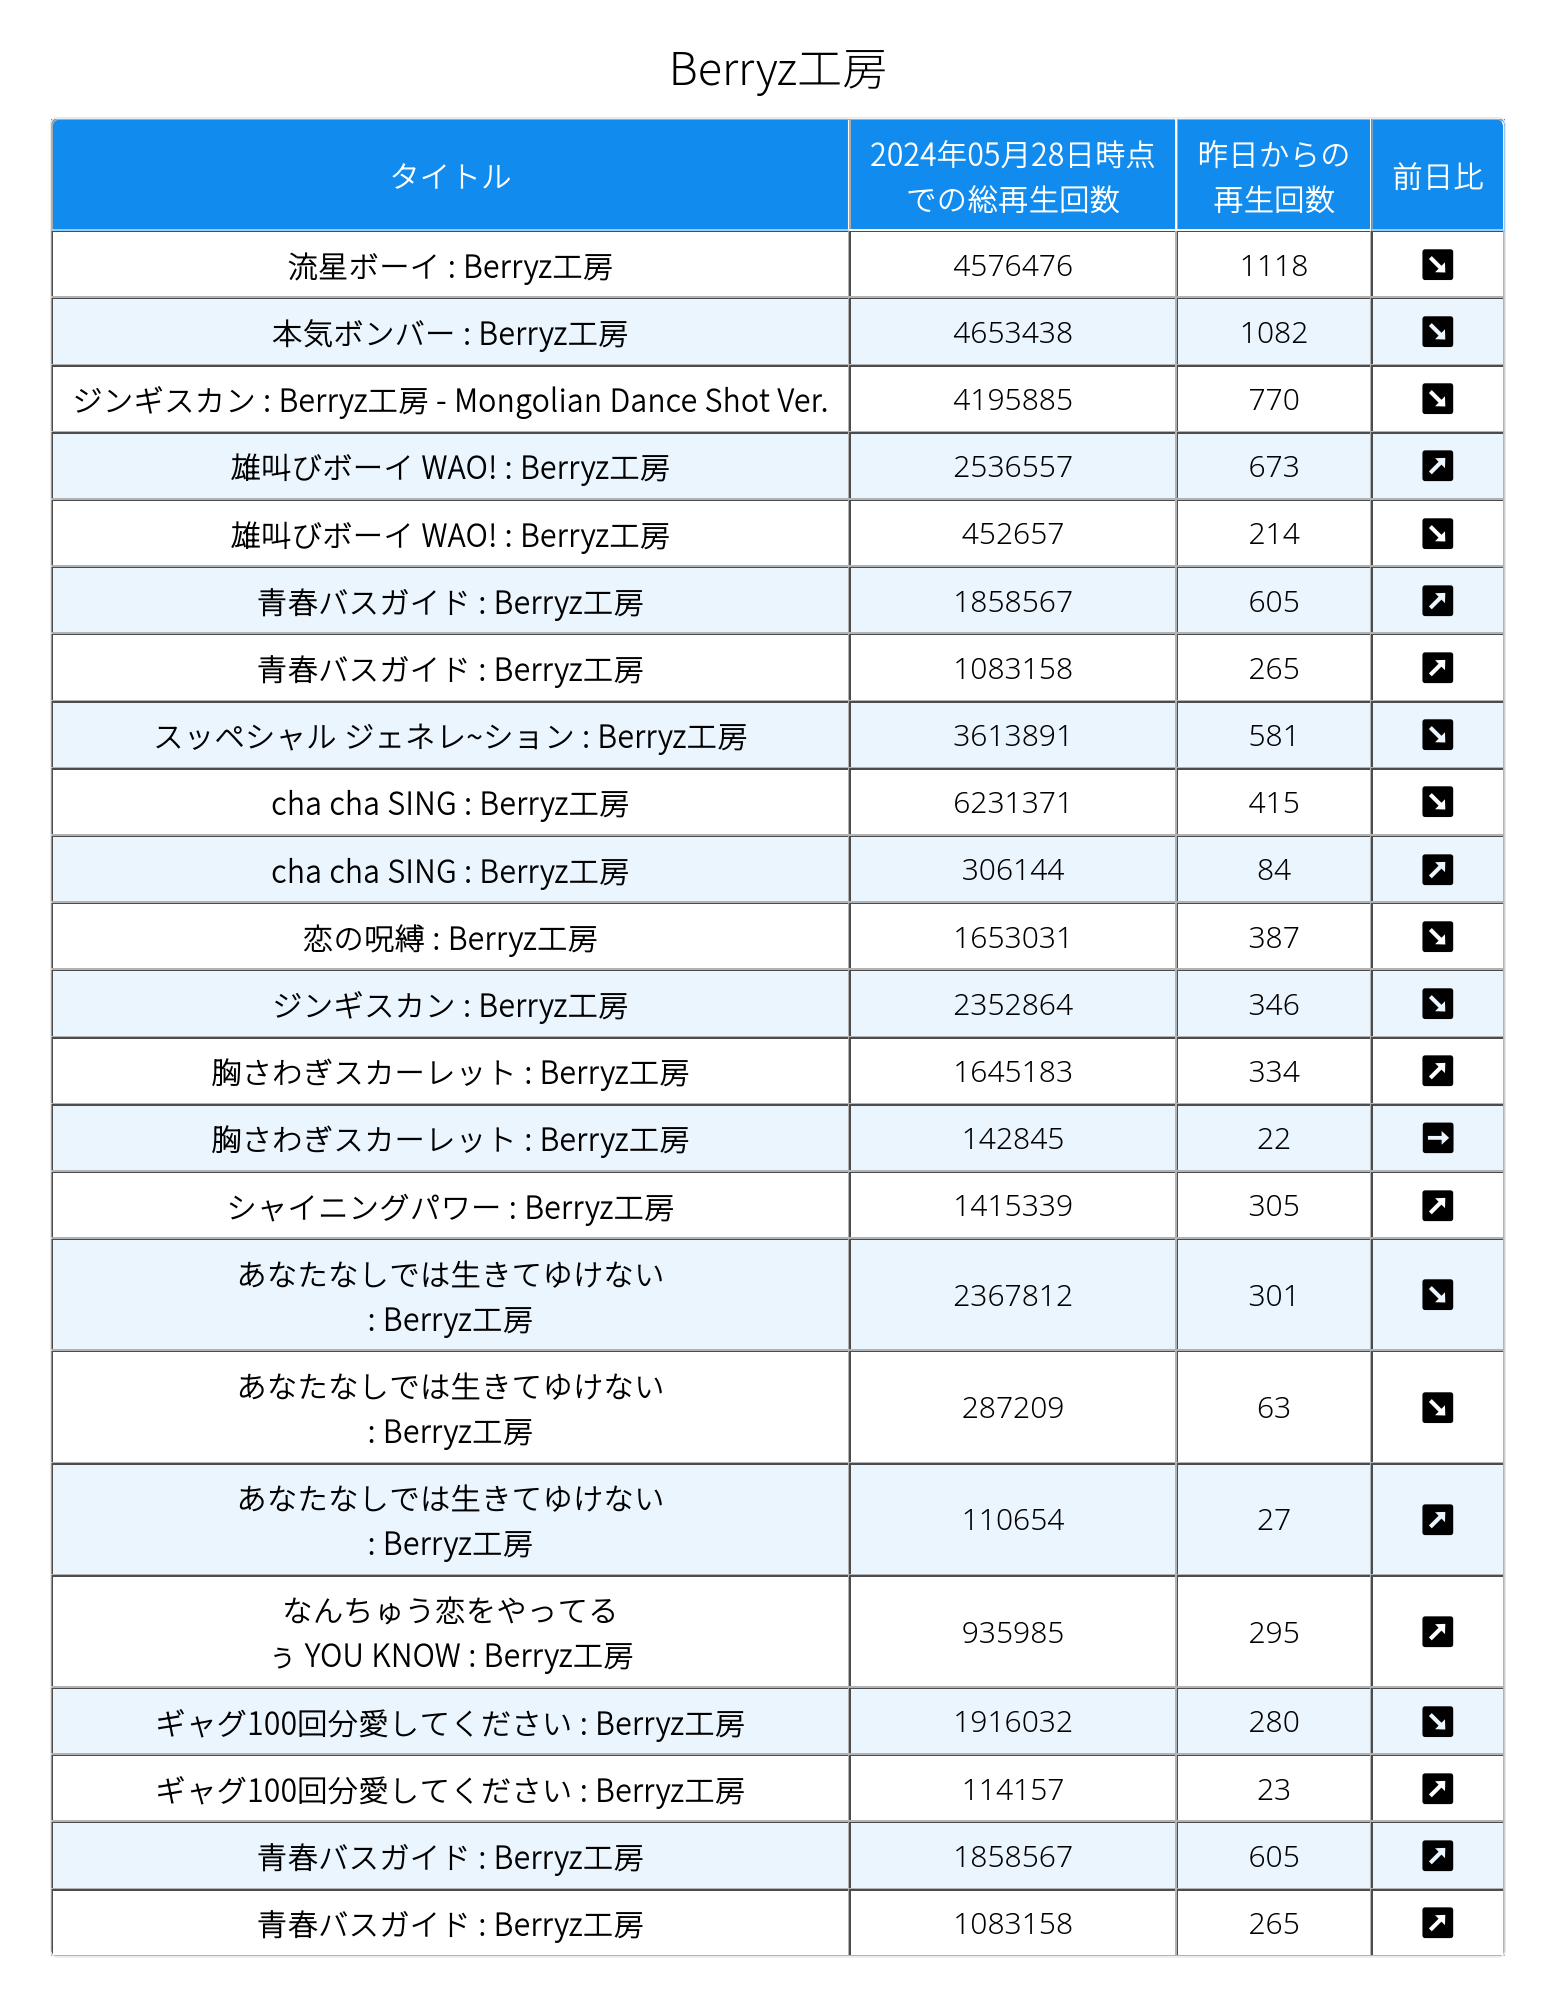 Berryz工房
タイトル
2024年05月28日時点
での総再生回数
昨日からの
再生回数
前日比
流星ボーイ : Berryz工房 4576476 1118 ↘
本気ボンバー : Berryz工房 4653438 1082 ↘
ジンギスカン : Berryz工房 - Mongolian Dance Shot Ver. 4195885 770 ↘
雄叫びボーイ WAO! : Berryz工房 2536557 673 ↗
雄叫びボーイ WAO! : Berryz工房 452657 214 ↘
青春バスガイド : Berryz工房 1858567 605 ↗
青春バスガイド : Berryz工房 1083158 265 ↗
スッペシャル ジェネレ~ション : Berryz工房 3613891 581 ↘
cha cha SING : Berryz工房 6231371 415 ↘
cha cha SING : Berryz工房 306144 84 ↗
恋の呪縛 : Berryz工房 1653031 387 ↘
ジンギスカン : Berryz工房 2352864 346 ↘
胸さわぎスカーレット : Berryz工房 1645183 334 ↗
胸さわぎスカーレット : Berryz工房 142845 22 →
シャイニングパワー : Berryz工房 1415339 305 ↗
あなたなしでは生きてゆけない
: Berryz工房 2367812 301 ↘
あなたなしでは生きてゆけない
: Berryz工房 287209 63 ↘
あなたなしでは生きてゆけない
: Berryz工房 110654 27 ↗
なんちゅう恋をやってる
ぅ YOU KNOW : Berryz工房 935985 295 ↗
ギャグ100回分愛してください : Berryz工房 1916032 280 ↘
ギャグ100回分愛してください : Berryz工房 114157 23 ↗
青春バスガイド : Berryz工房 1858567 605 ↗
青春バスガイド : Berryz工房 1083158 265 ↗